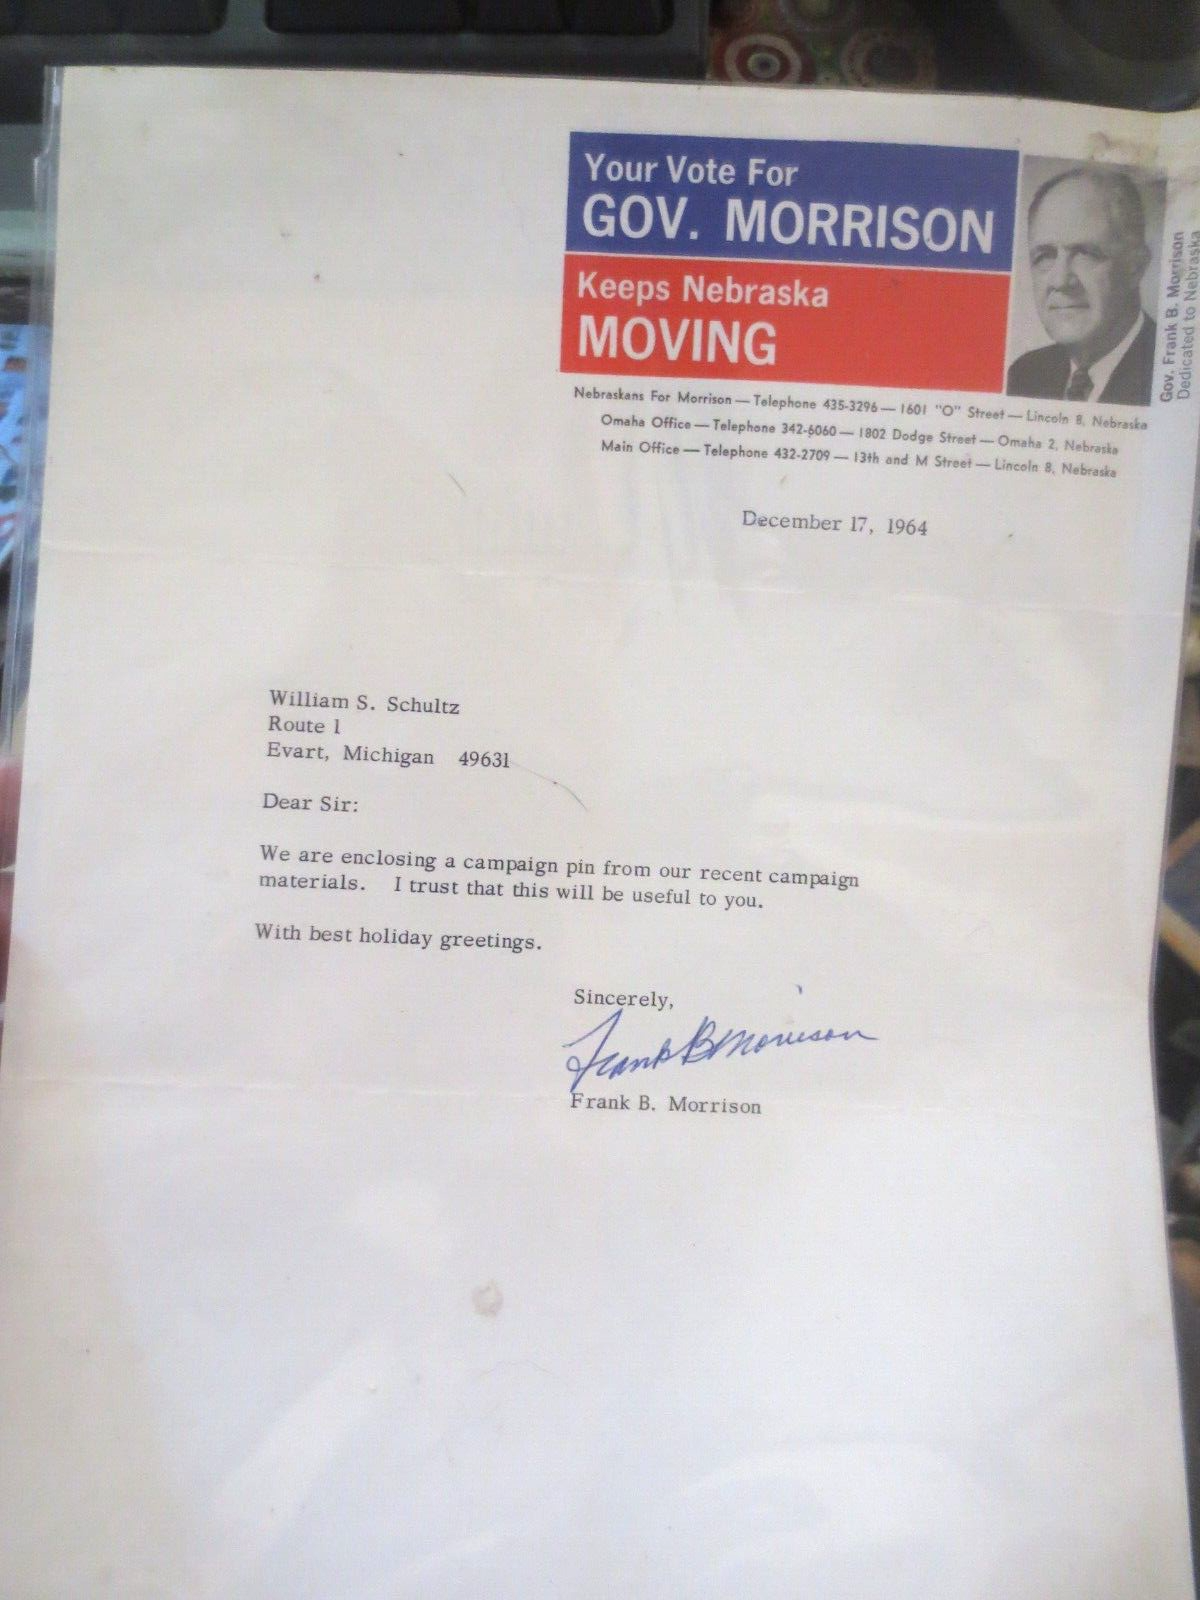 Your Vote For
GOV. MORRISON
Keeps Nebraska
MOVING
Gov. Frank B. Morrison
Dedicated to Nebraska
Nebraskans For Morrison — Telephone 435-3296 — 1601 "O" Street — Lincoln 8, Nebraska
Omaha Office — Telephone 342-6060 — 1802 Dodge Street — Omaha 2, Nebraska
Main Office — Telephone 432-2709 — 13th and M Street — Lincoln 8, Nebraska
December 17, 1964
William S. Schultz
Route 1
Evart, Michigan 49631
Dear Sir:
We are enclosing a campaign pin from our recent campaign
materials. I trust that this will be useful to you.
With best holiday greetings.
Sincerely,
Frank B Morrison
Frank B. Morrison